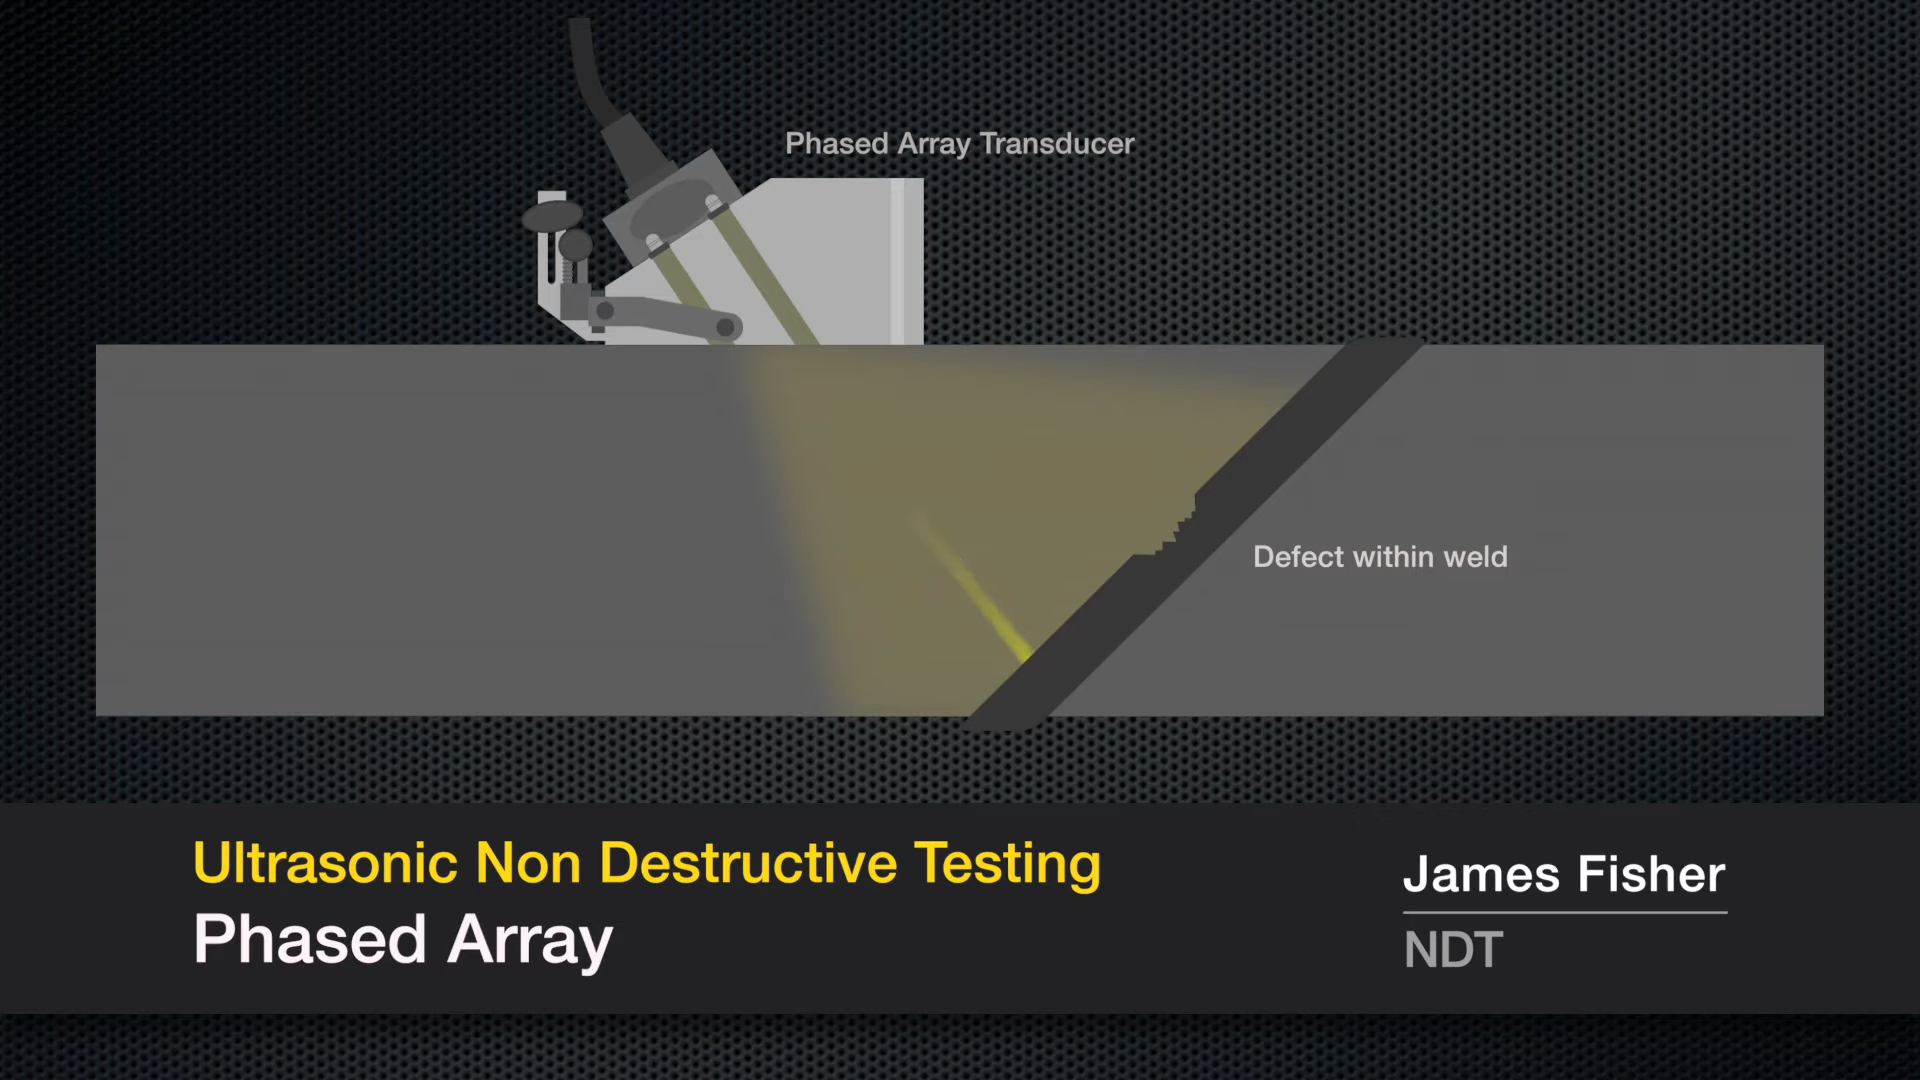 Phased Array Transducer
Defect within weld
Ultrasonic Non Destructive Testing
Phased Array
James Fisher
NDT